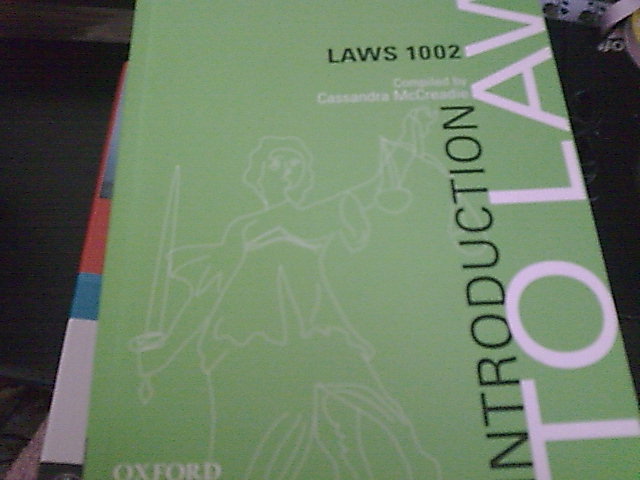 LAWS 1002
Compiled by
Cassandra McCreadie
INTRODUCTION
TO LAW
OXFORD